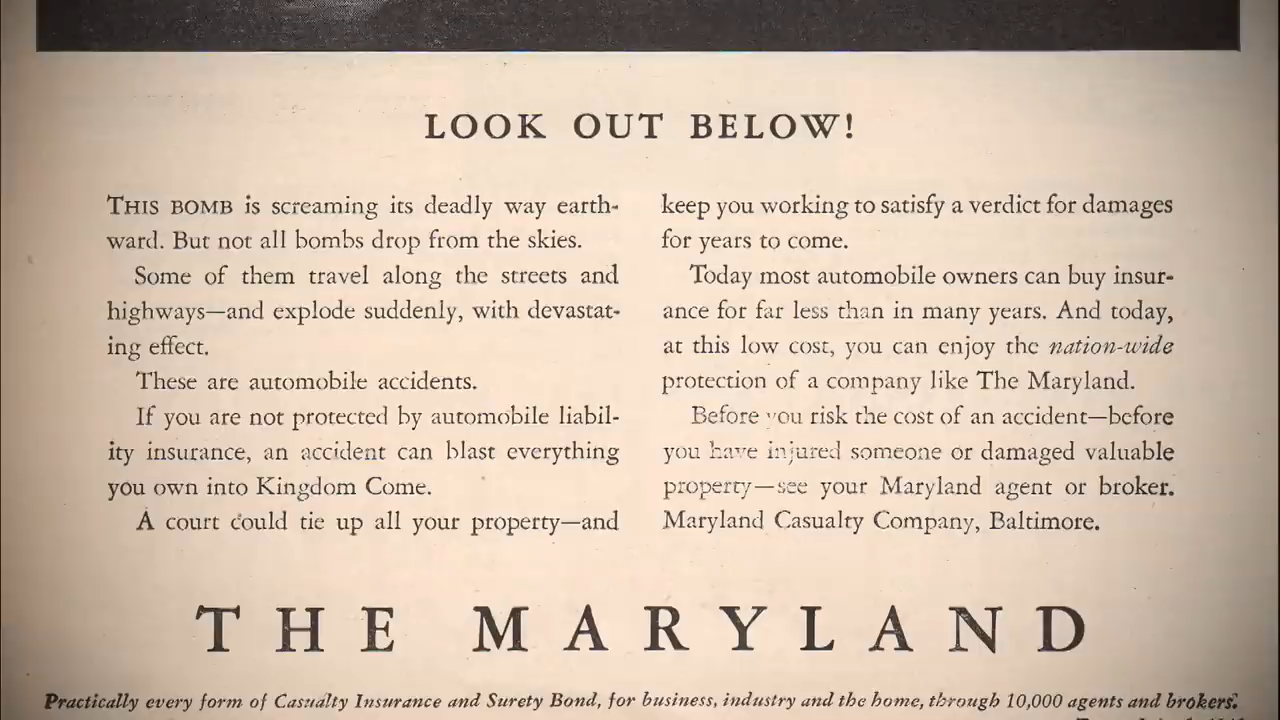 LOOK OUT BELOW!
THIS BOMB is screaming its deadly way earth-
ward. But not all bombs drop from the skies.
Some of them travel along the streets and
highways—and explode suddenly, with devastat-
ing effect.
These are automobile accidents.
If you are not protected by automobile liabil-
ity insurance, an accident can blast everything
you own into Kingdom Come.
A court could tie up all your property—and
keep you working to satisfy a verdict for damages
for years to come.
Today most automobile owners can buy insur-
ance for far less than in many years. And today,
at this low cost, you can enjoy the nation-wide
protection of a company like The Maryland.
Before you risk the cost of an accident—before
you have injured someone or damaged valuable
property—see your Maryland agent or broker.
Maryland Casualty Company, Baltimore.
THE MARYLAND
Practically every form of Casualty Insurance and Surety Bond, for business, industry and the home, through 10,000 agents and brokers.